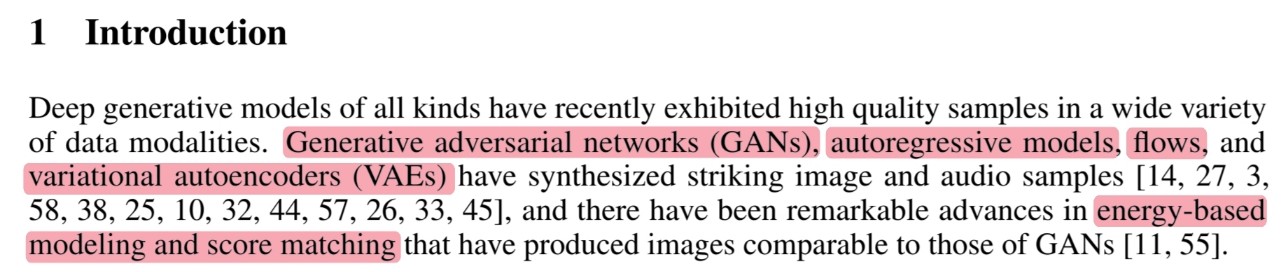 1 Introduction
Deep generative models of all kinds have recently exhibited high quality samples in a wide variety
of data modalities. Generative adversarial networks (GANs), autoregressive models, flows, and
variational autoencoders (VAEs) have synthesized striking image and audio samples [14, 27, 3,
58, 38, 25, 10, 32, 44, 57, 26, 33, 45], and there have been remarkable advances in energy-based
modeling and score matching that have produced images comparable to those of GANs [11, 55].